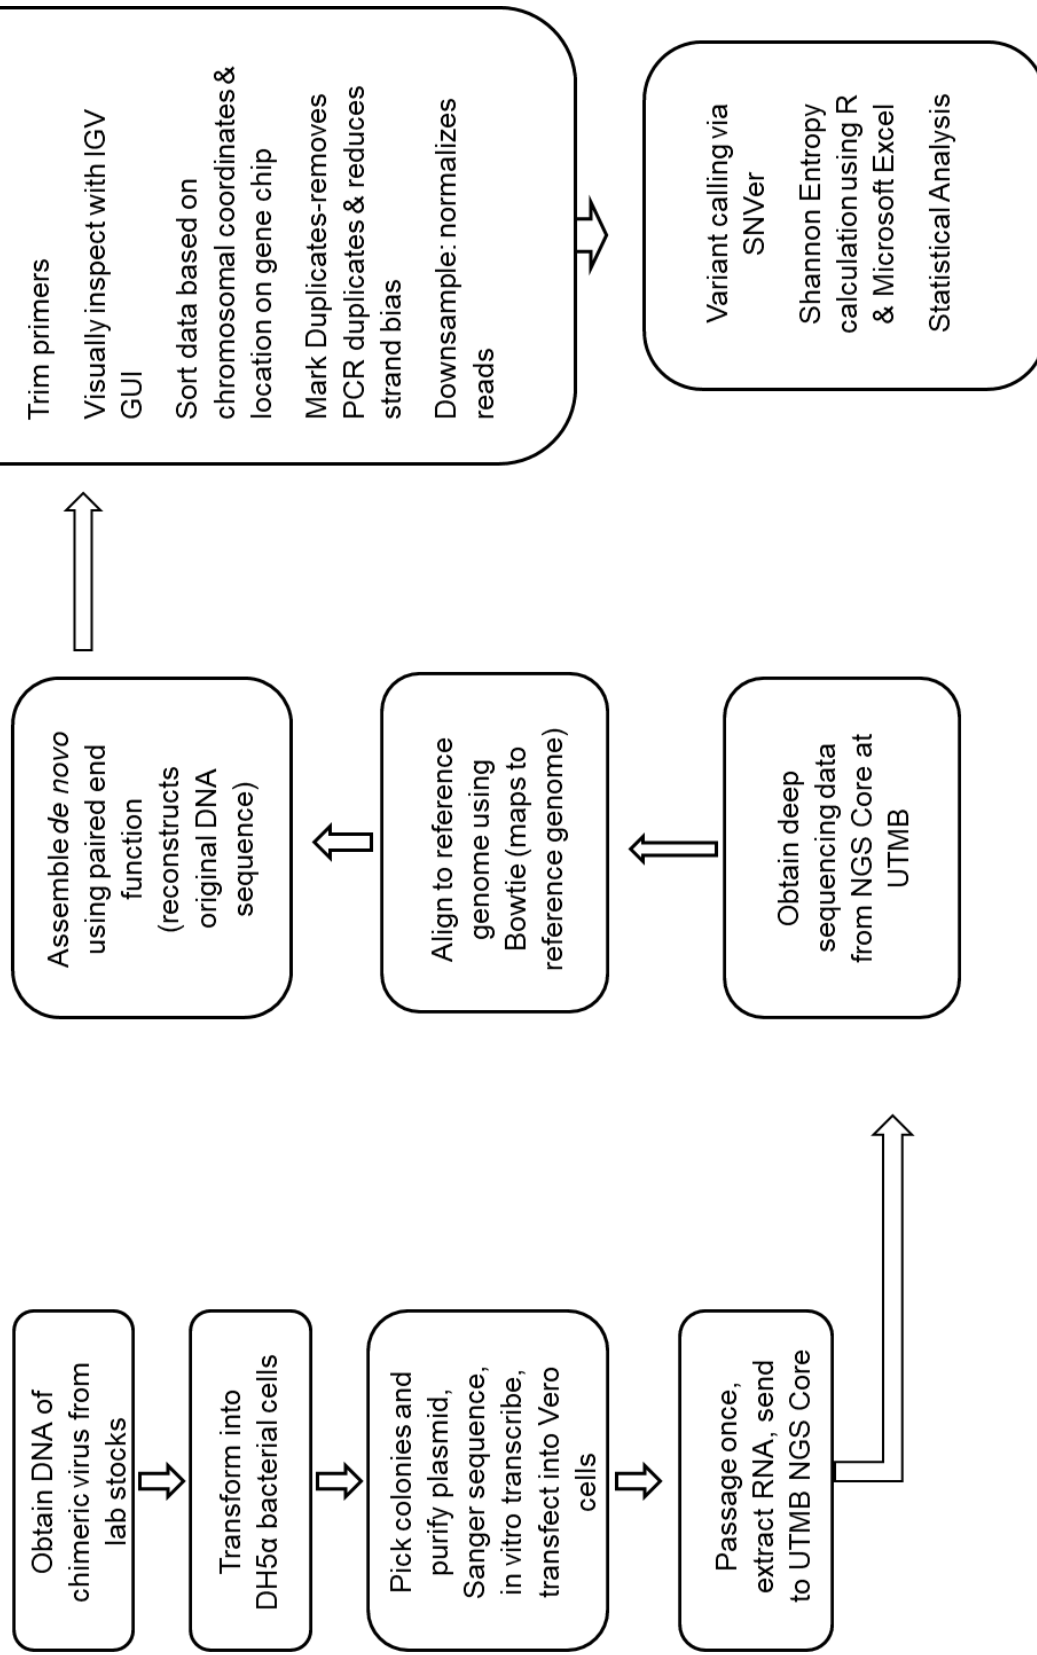 Obtain DNA of
chimeric virus from
lab stocks
Transform into
DH5α bacterial cells
Pick colonies and
purify plasmid,
Sanger sequence,
in vitro transcribe,
transfect into Vero
cells
Passage once,
extract RNA, send
to UTMB NGS Core
Obtain deep
sequencing data
from NGS Core at
UTMB
Align to reference
genome using
Bowtie (maps to
reference genome)
Assemble de novo
using paired end
function
(reconstructs
original DNA
sequence)
Trim primers
Visually inspect with IGV
GUI
Sort data based on
chromosomal coordinates &
location on gene chip
Mark Duplicates-removes
PCR duplicates & reduces
strand bias
Downsample: normalizes
reads
Variant calling via
SNVer
Shannon Entropy
calculation using R
& Microsoft Excel
Statistical Analysis